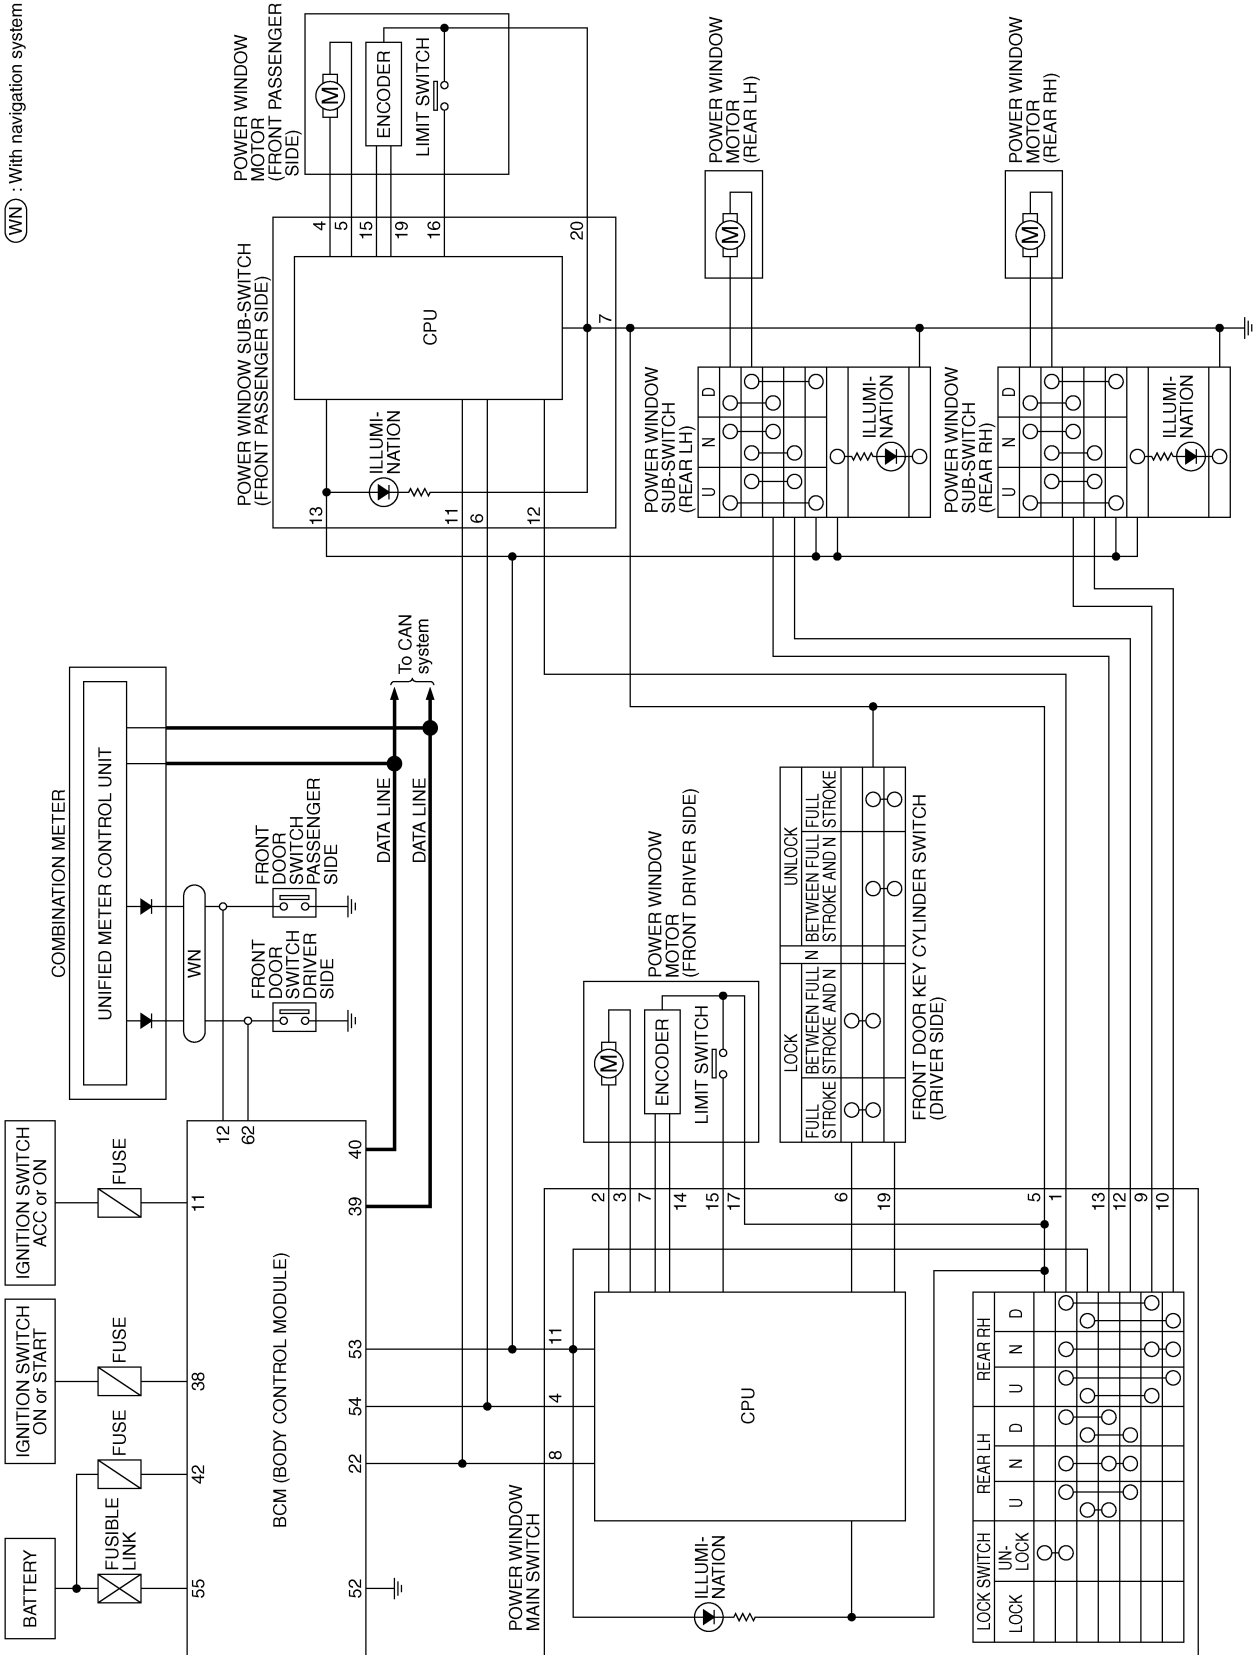 WN : With navigation system
POWER WINDOW
MOTOR
(FRONT PASSENGER
SIDE)
M
ENCODER
LIMIT SWITCH
POWER WINDOW SUB-SWITCH
(FRONT PASSENGER SIDE)
4
5
15
19
16
20
CPU
7
ILLUMI-
NATION
13
11
6
12
POWER WINDOW
MOTOR
(REAR LH)
M
POWER WINDOW
MOTOR
(REAR RH)
M
POWER WINDOW
SUB-SWITCH
(REAR LH)
U
N
D
ILLUMI-
NATION
POWER WINDOW
SUB-SWITCH
(REAR RH)
U
N
D
ILLUMI-
NATION
COMBINATION METER
UNIFIED METER CONTROL UNIT
To CAN
system
DATA LINE
DATA LINE
WN
FRONT
DOOR
SWITCH
PASSENGER
SIDE
FRONT
DOOR
SWITCH
DRIVER
SIDE
POWER WINDOW
MOTOR
(FRONT DRIVER SIDE)
M
ENCODER
LIMIT SWITCH
LOCK
N
UNLOCK
FULL
STROKE
BETWEEN FULL
STROKE AND N
BETWEEN FULL
STROKE AND N
FULL
STROKE
FRONT DOOR KEY CYLINDER SWITCH
(DRIVER SIDE)
BATTERY
IGNITION SWITCH
ON or START
IGNITION SWITCH
ACC or ON
FUSIBLE
LINK
FUSE
FUSE
FUSE
55
42
38
11
12
62
BCM (BODY CONTROL MODULE)
52
22
54
53
39
40
POWER WINDOW
MAIN SWITCH
8
4
11
2
3
7
14
15
17
6
19
5
1
13
12
9
10
CPU
ILLUMI-
NATION
LOCK SWITCH
REAR LH
REAR RH
LOCK
UN-
LOCK
U
N
D
U
N
D